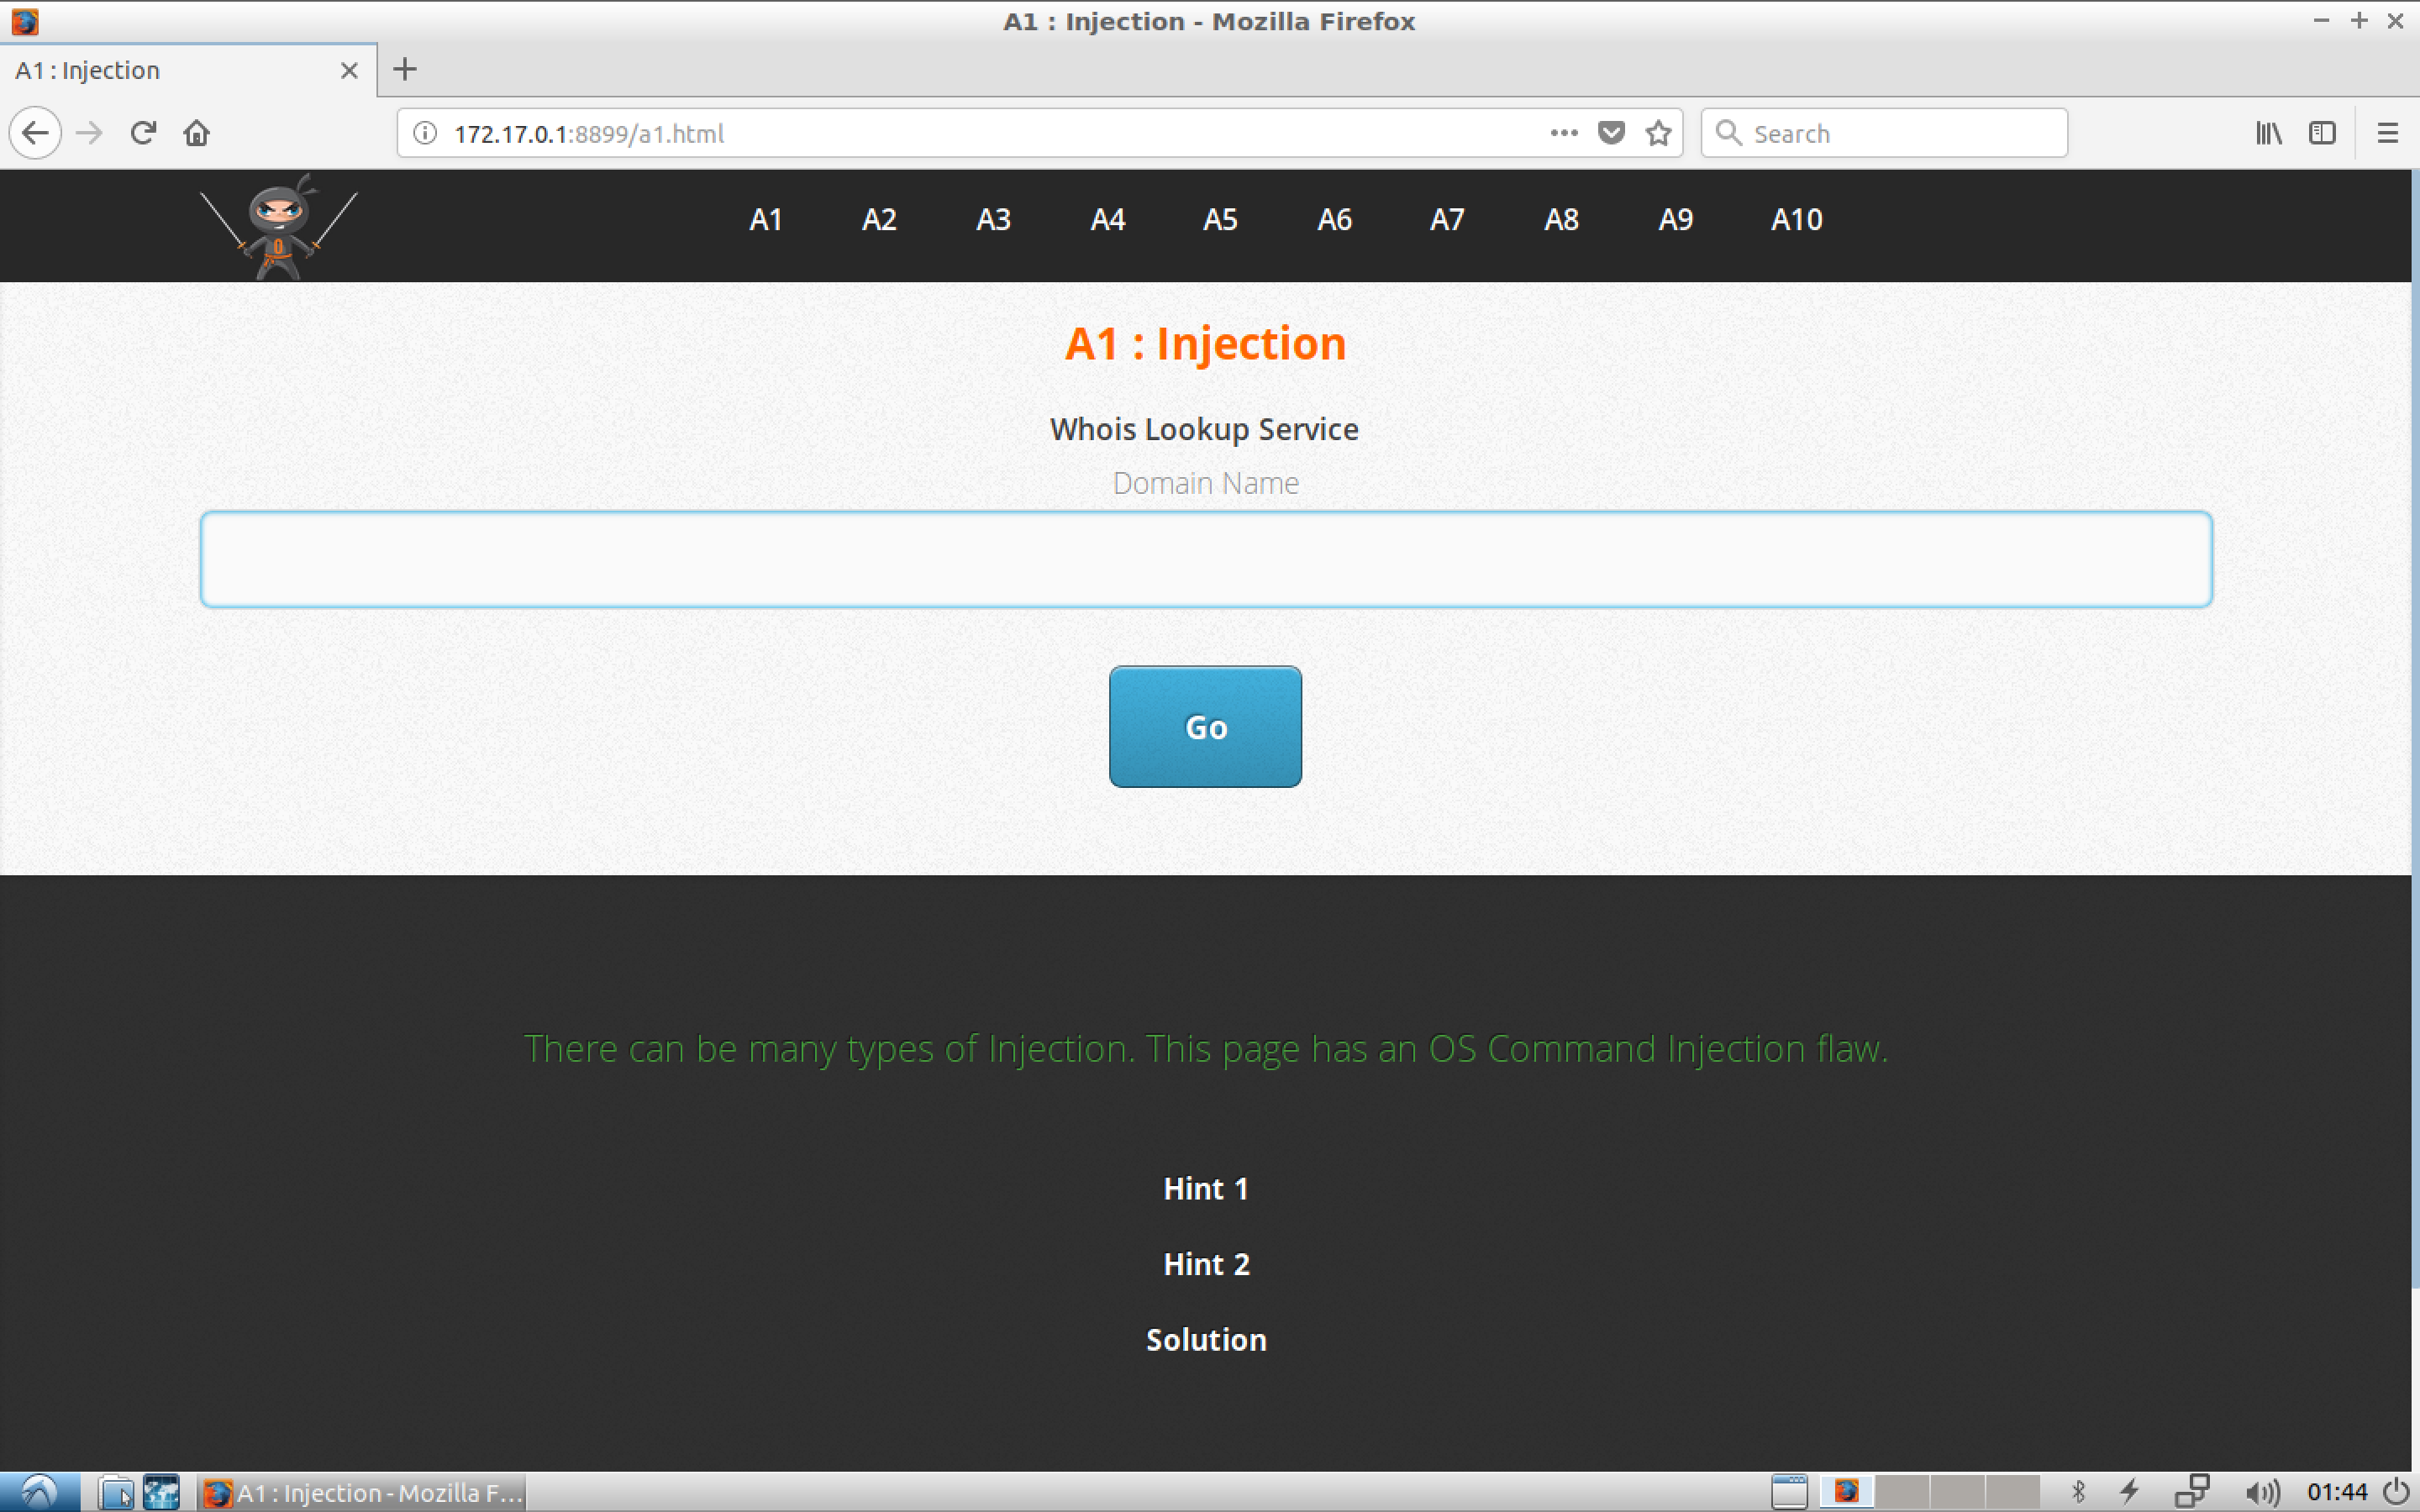 A1 : Injection - Mozilla Firefox
A1 : Injection
172.17.0.1:8899/a1.html
Search
A1 A2 A3 A4 A5 A6 A7 A8 A9 A10
A1 : Injection
Whois Lookup Service
Domain Name
Go
There can be many types of Injection. This page has an OS Command Injection flaw.
Hint 1
Hint 2
Solution
A1 : Injection - Mozilla F...
01:44